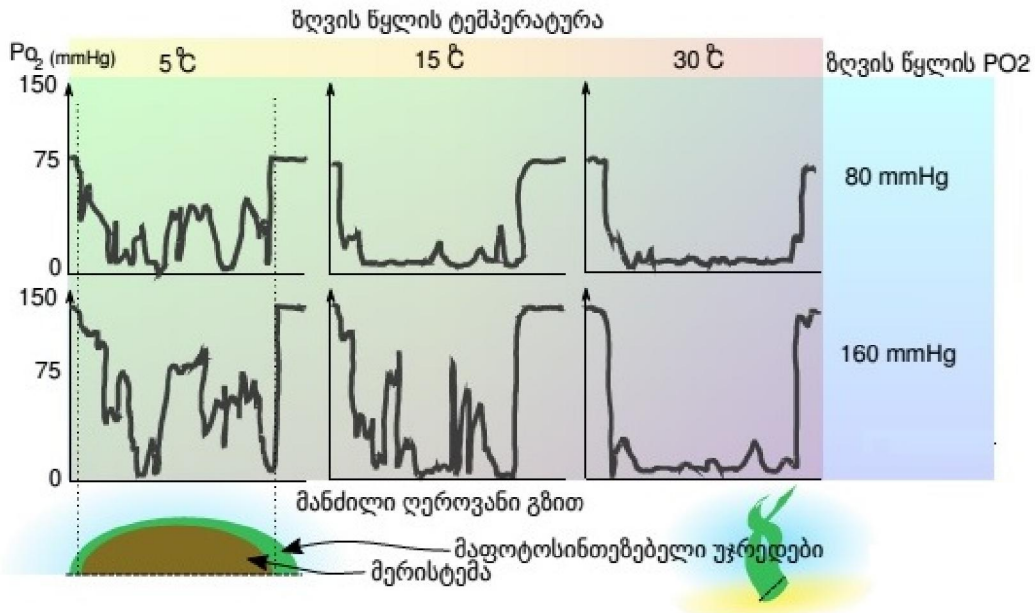 ზღვის წყლის ტემპერატურა
Po2 (mmHg) 5°C 15°C 30°C ზღვის წყლის PO2
150
75
0
80 mmHg
150
75
0
160 mmHg
მანძილი ღეროვანი გზით
მაფოტოსინთეზებელი უჯრედები
მერისტემა